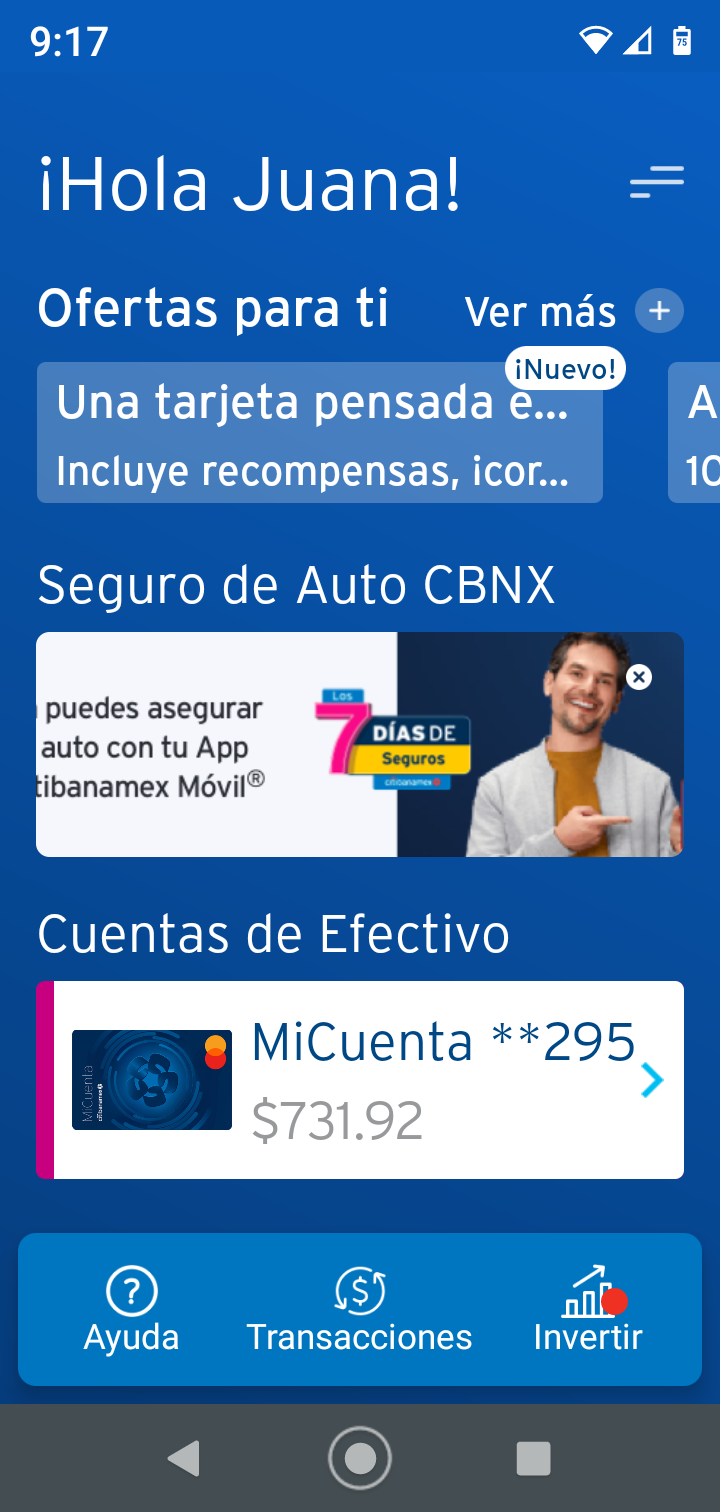 9:17
75
¡Hola Juana!
Ofertas para ti
Ver más +
¡Nuevo!
Una tarjeta pensada e...
Incluye recompensas, ¡cor...
A
10
Seguro de Auto CBNX
puedes asegurar
auto con tu App
tibanamex Móvil®
Los
7 DÍAS DE
Seguros
citibanamex
Cuentas de Efectivo
MiCuenta
citibanamex
MiCuenta **295
$731.92
Ayuda
Transacciones
Invertir